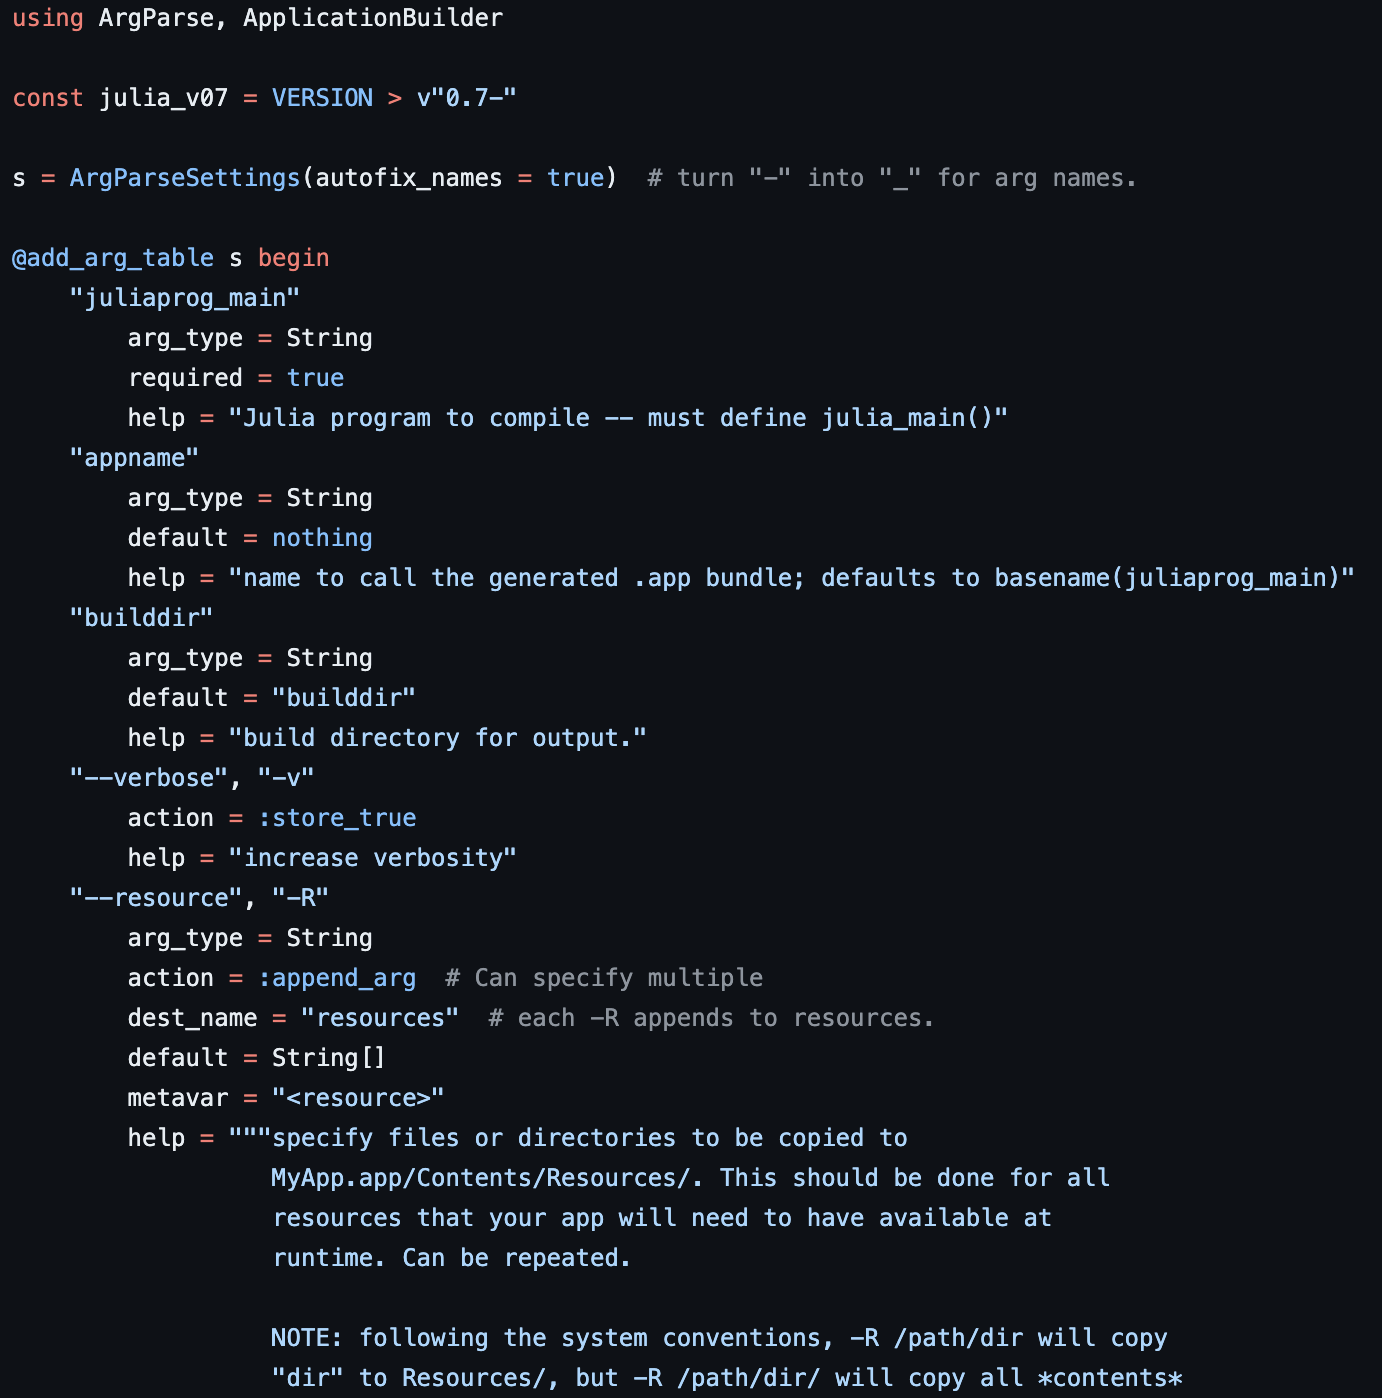 using ArgParse, ApplicationBuilder

const julia_v07 = VERSION > v"0.7-"

s = ArgParseSettings(autofix_names = true)  # turn "-" into "_" for arg names.

@add_arg_table s begin
    "juliaprog_main"
        arg_type = String
        required = true
        help = "Julia program to compile -- must define julia_main()"
    "appname"
        arg_type = String
        default = nothing
        help = "name to call the generated .app bundle; defaults to basename(juliaprog_main)"
    "builddir"
        arg_type = String
        default = "builddir"
        help = "build directory for output."
    "--verbose", "-v"
        action = :store_true
        help = "increase verbosity"
    "--resource", "-R"
        arg_type = String
        action = :append_arg  # Can specify multiple
        dest_name = "resources"  # each -R appends to resources.
        default = String[]
        metavar = "<resource>"
        help = """specify files or directories to be copied to
                  MyApp.app/Contents/Resources/. This should be done for all
                  resources that your app will need to have available at
                  runtime. Can be repeated.

                  NOTE: following the system conventions, -R /path/dir will copy
                  "dir" to Resources/, but -R /path/dir/ will copy all *contents*